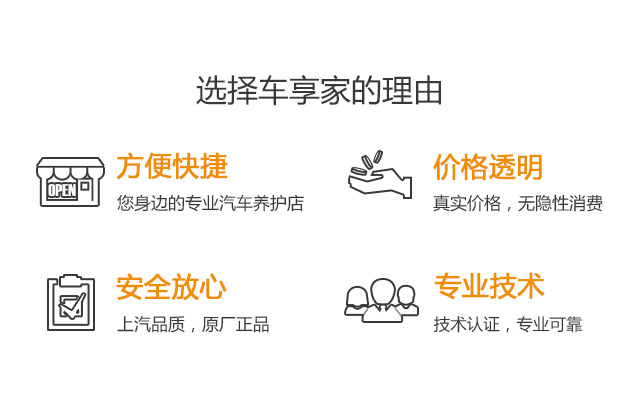 选择车享家的理由
方便快捷
您身边的专业汽车养护店
OPEN
价格透明
真实价格，无隐性消费
安全放心
上汽品质，原厂正品
专业技术
技术认证，专业可靠